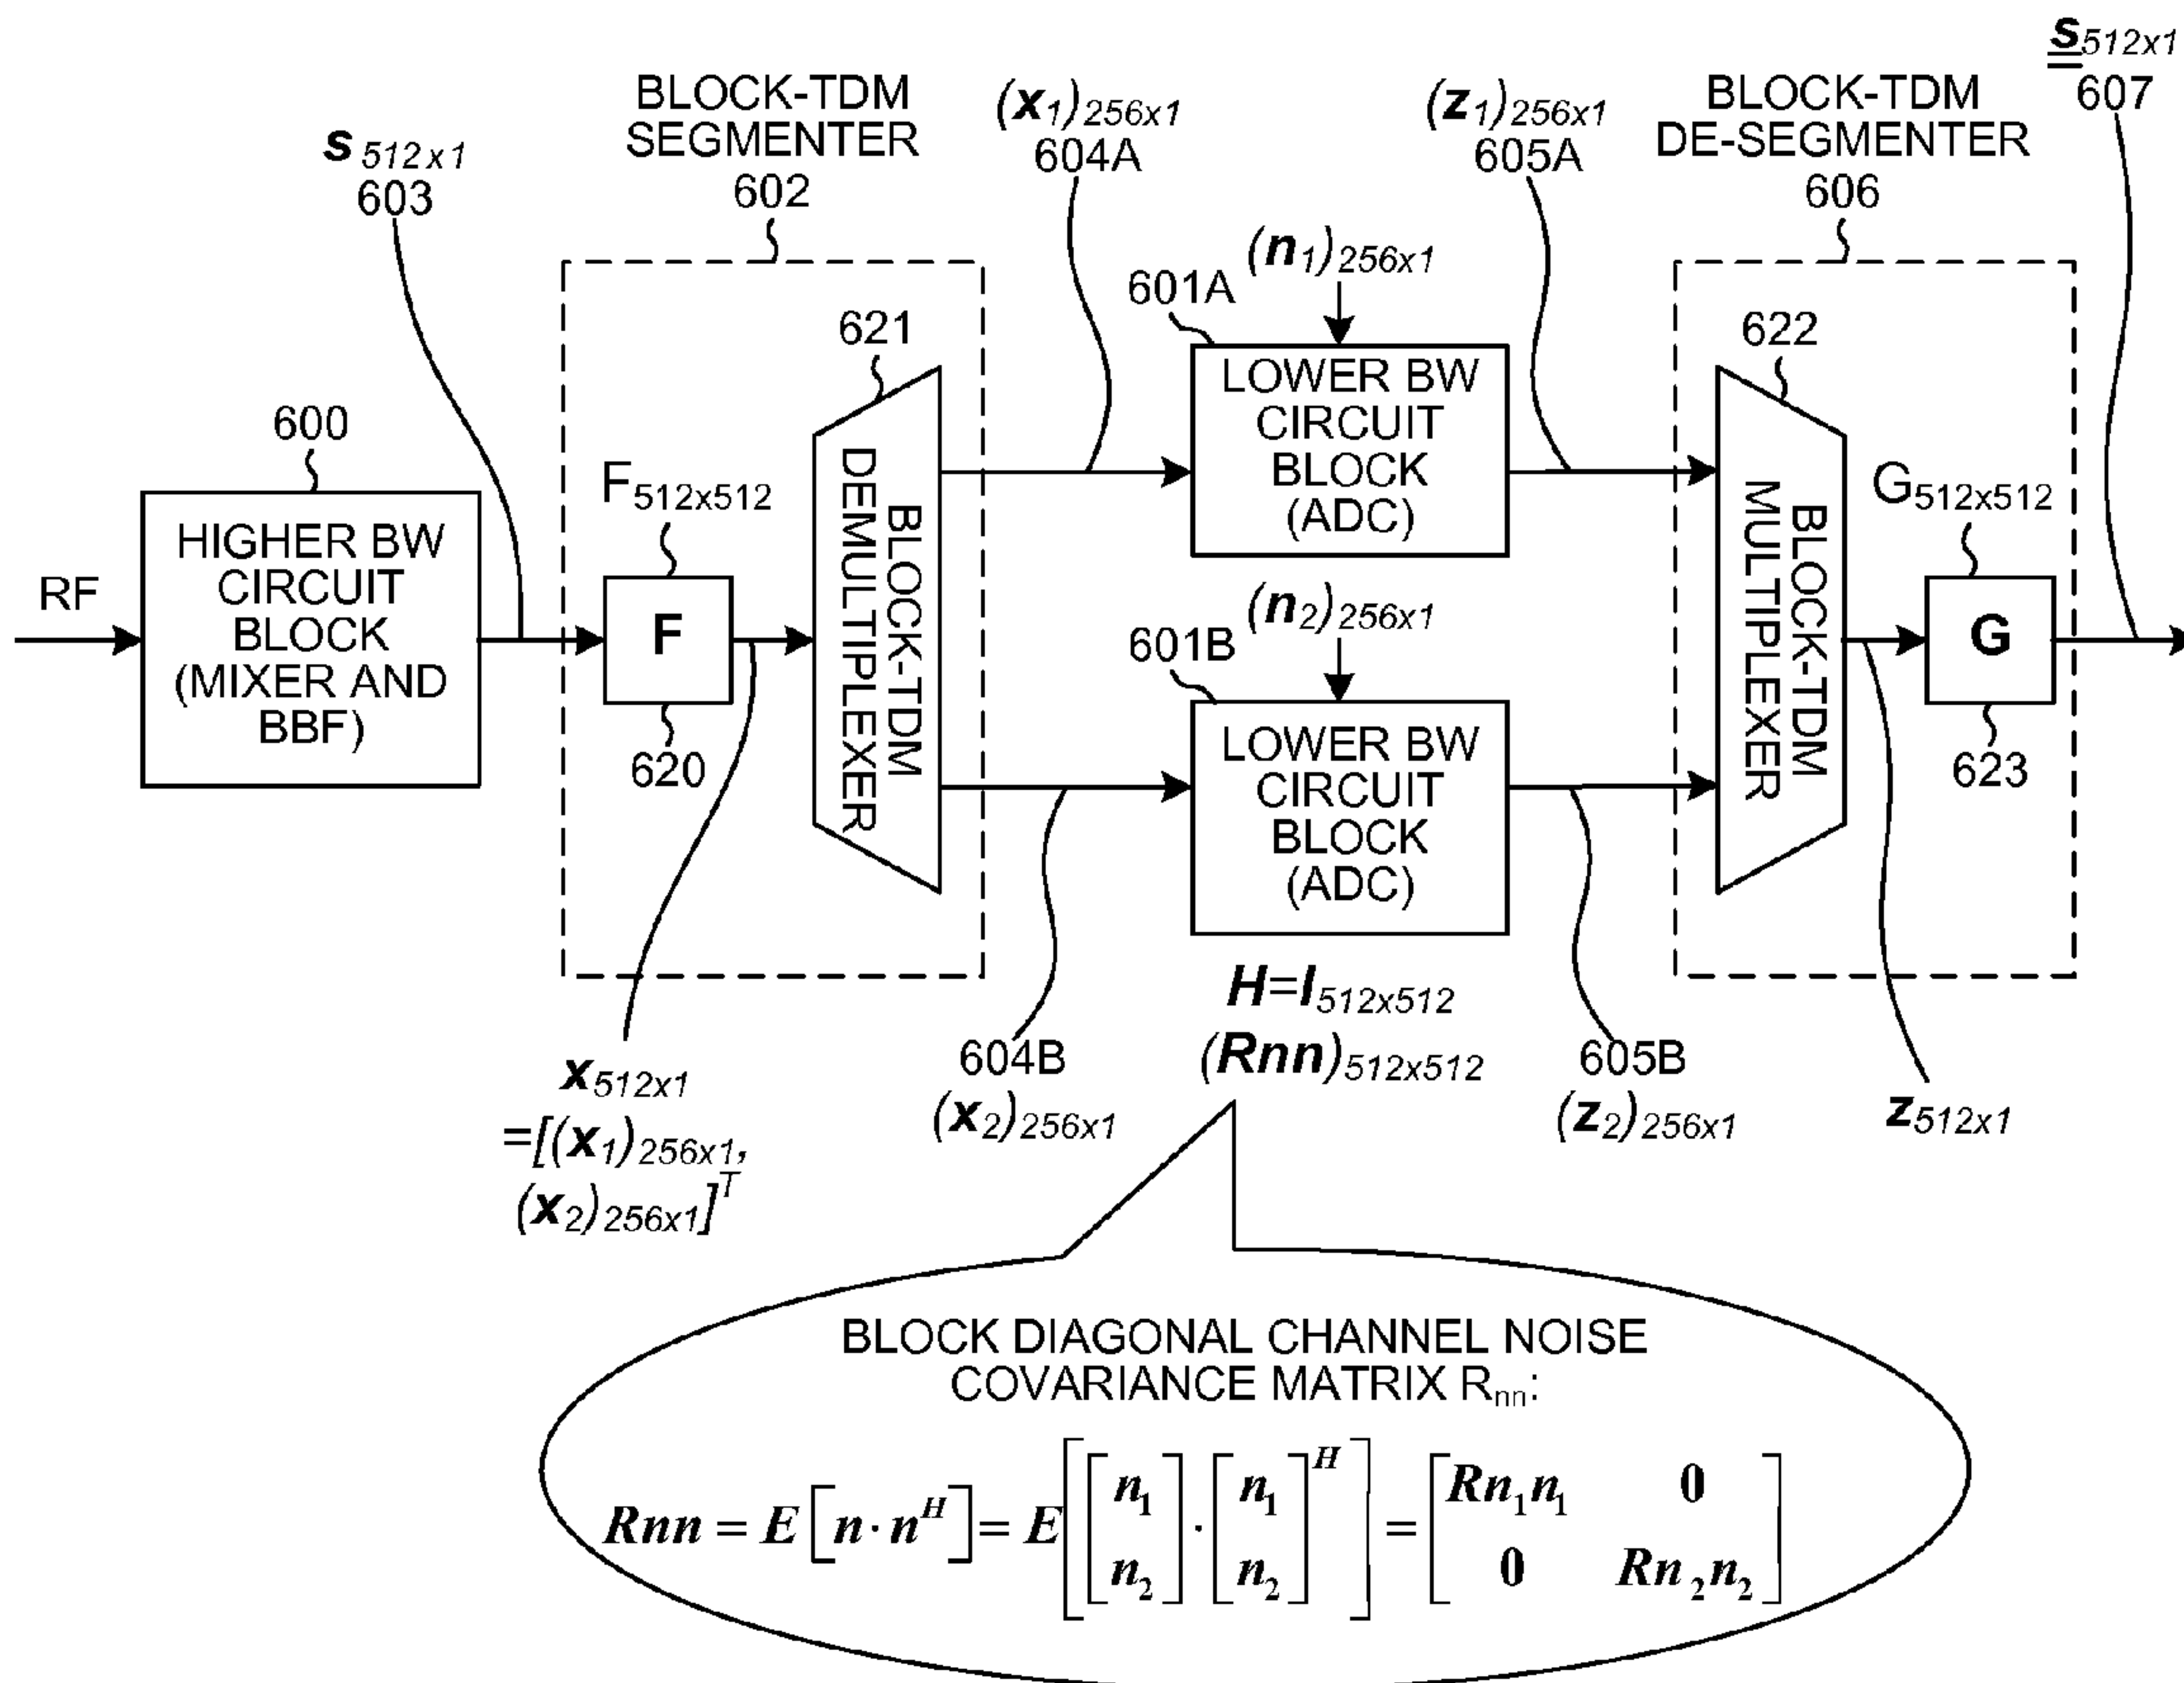 s 512x1
603
BLOCK-TDM
SEGMENTER
602
(x1)256x1
604A
(z1)256x1
605A
BLOCK-TDM
DE-SEGMENTER
606
s512x1
607
RF
600
HIGHER BW
CIRCUIT
BLOCK
(MIXER AND
BBF)
F512x512
F
620
621
BLOCK-TDM
DEMULTIPLEXER
(n1)256x1
601A
LOWER BW
CIRCUIT
BLOCK
(ADC)
(n2)256x1
601B
LOWER BW
CIRCUIT
BLOCK
(ADC)
622
BLOCK-TDM
MULTIPLEXER
G512x512
G
623
x512x1
=[(x1)256x1,
(x2)256x1]T
604B
(x2)256x1
H=I512x512
(Rnn)512x512
605B
(z2)256x1
z512x1
BLOCK DIAGONAL CHANNEL NOISE
COVARIANCE MATRIX Rnn:
Rnn = E[n·nH] = E[[n1 n2]·[n1 n2]H] = [Rn1n1 0 0 Rn2n2]